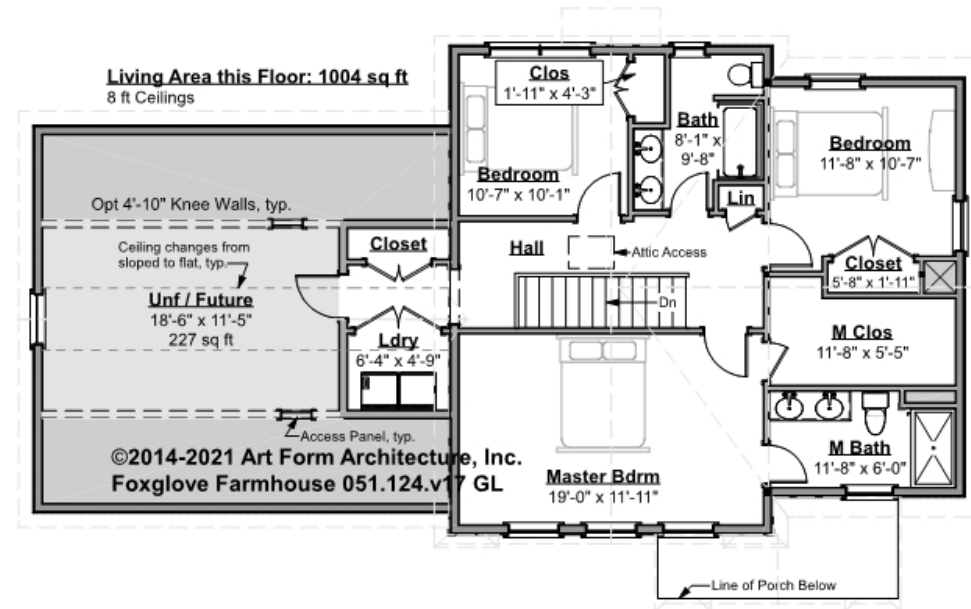 Living Area this Floor: 1004 sq ft
8 ft Ceilings
Clos
1'-11" x 4'-3"
Bath
8'-1" x
9'-8"
Bedroom
11'-8" x 10'-7"
Bedroom
10'-7" x 10'-1"
Lin
Opt 4'-10" Knee Walls, typ.
Ceiling changes from
sloped to flat, typ.
Closet
Hall
Attic Access
Closet
5'-8" x 1'-11"
Unf / Future
18'-6" x 11'-5"
227 sq ft
Dn
Ldry
6'-4" x 4'-9"
M Clos
11'-8" x 5'-5"
Access Panel, typ.
M Bath
11'-8" x 6'-0"
Master Bdrm
19'-0" x 11'-11"
©2014-2021 Art Form Architecture, Inc.
Foxglove Farmhouse 051.124.v17 GL
Line of Porch Below